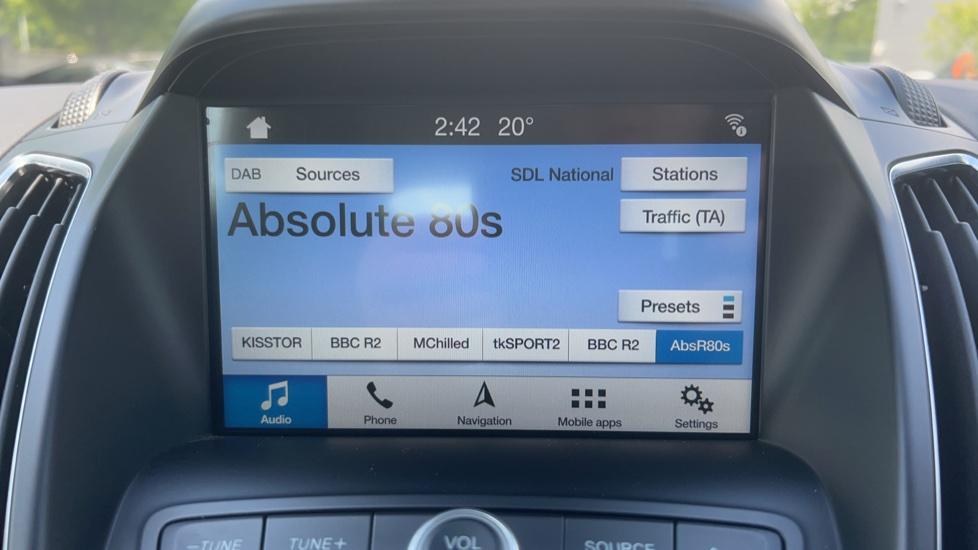 2:42 20°
DAB Sources SDL National Stations
Absolute 80s
Traffic (TA)
Presets
KISSTOR BBC R2 MChilled tkSPORT2 BBC R2 AbsR80s
Audio Phone Navigation Mobile apps Settings
–TUNE TUNE+ VOL SOURCE